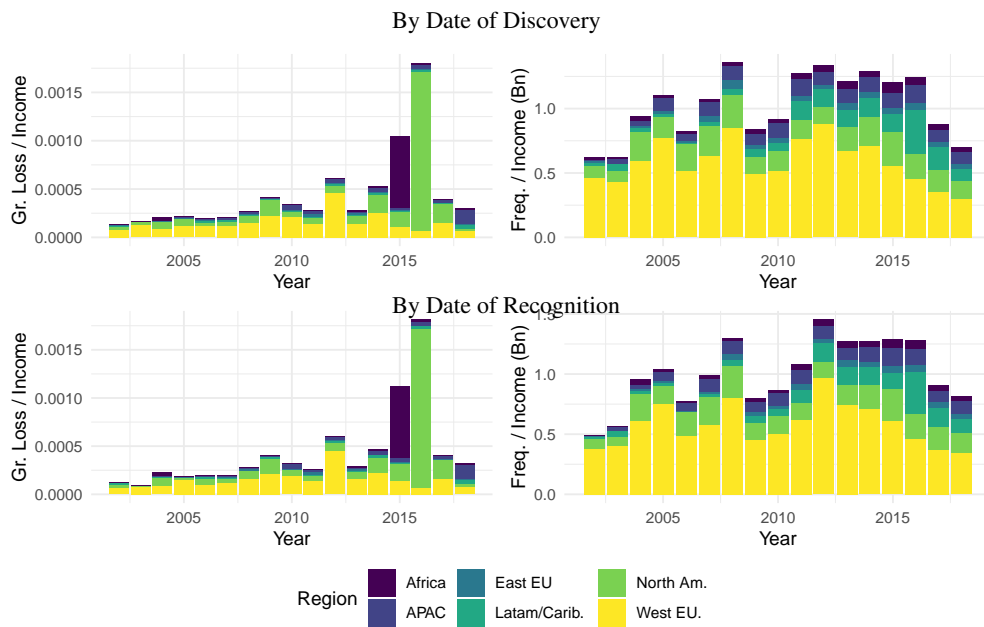 By Date of Discovery
Gr. Loss / Income
0.0015
0.0010
0.0005
0.0000
2005 2010 2015
Year
Freq. / Income (Bn)
1.0
0.5
0.0
2005 2010 2015
Year
By Date of Recognition
Gr. Loss / Income
0.0015
0.0010
0.0005
0.0000
2005 2010 2015
Year
Freq. / Income (Bn)
1.5
1.0
0.5
0.0
2005 2010 2015
Year
Region
Africa East EU North Am.
APAC Latam/Carib. West EU.